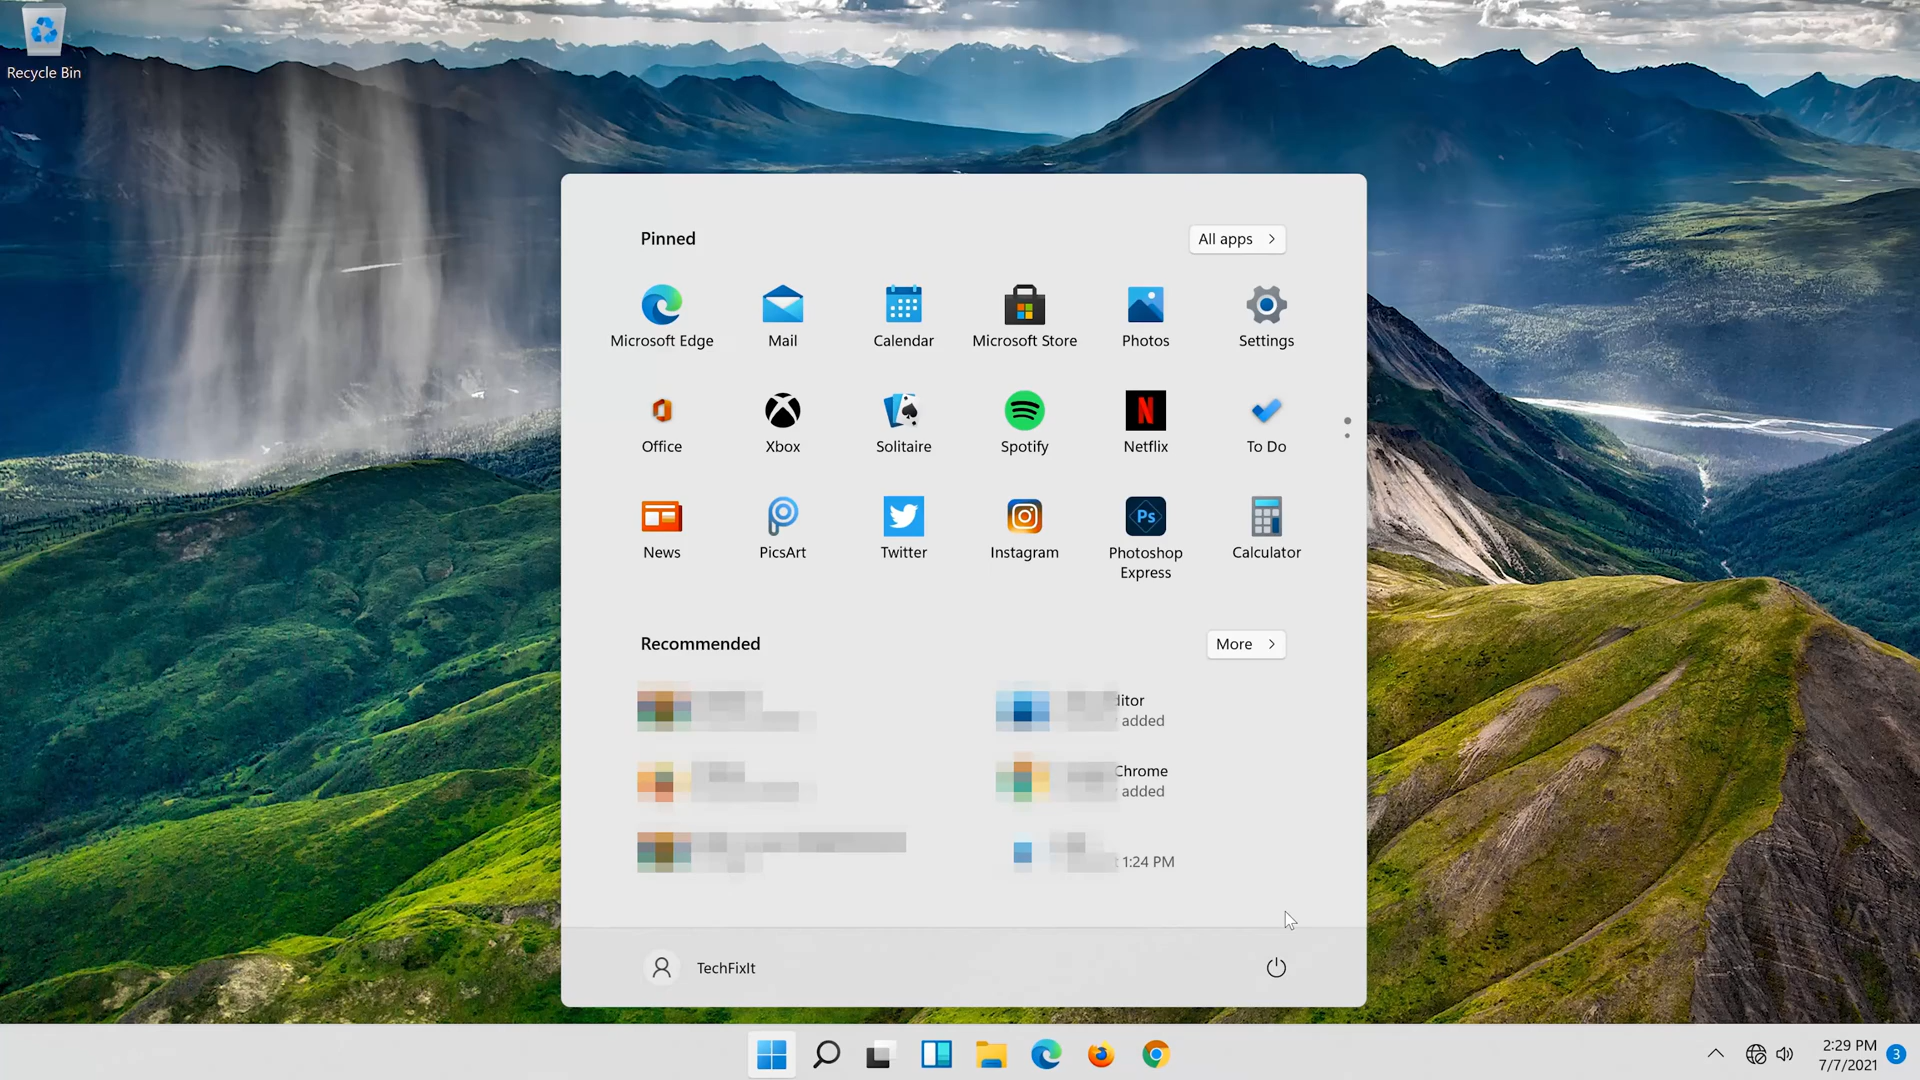 Recycle Bin
Pinned
All apps
Microsoft Edge
Mail
Calendar
Microsoft Store
Photos
Settings
Office
Xbox
Solitaire
Spotify
Netflix
To Do
News
PicsArt
Twitter
Instagram
Ps
Photoshop
Express
Calculator
Recommended
More
added
Chrome
added
1:24 PM
TechFixIt
2:29 PM
7/7/2021
3